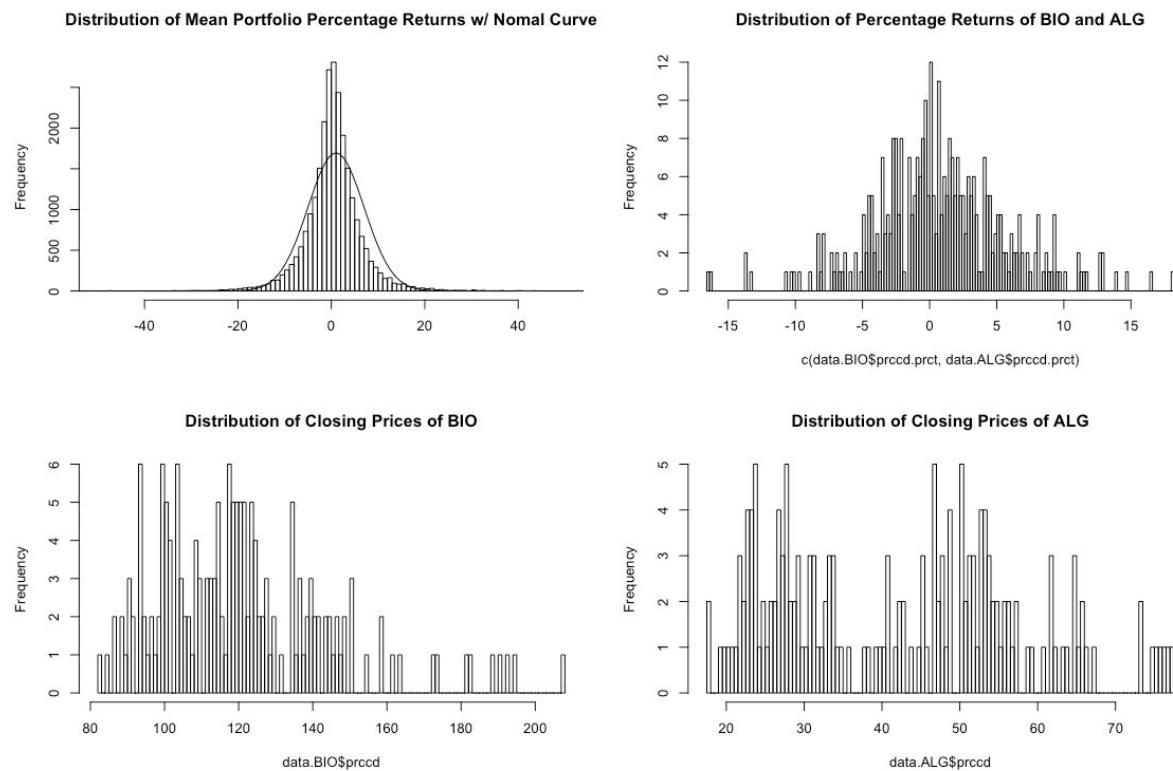 Distribution of Mean Portfolio Percentage Returns w/ Nomal Curve
Frequency
0 500 1000 2000
-40 -20 0 20 40
Distribution of Percentage Returns of BIO and ALG
Frequency
0 2 4 6 8 10 12
-15 -10 -5 0 5 10 15
c(data.BIO$prccd.prct, data.ALG$prccd.prct)
Distribution of Closing Prices of BIO
Frequency
0 1 2 3 4 5 6
80 100 120 140 160 180 200
data.BIO$prccd
Distribution of Closing Prices of ALG
Frequency
0 1 2 3 4 5
20 30 40 50 60 70
data.ALG$prccd